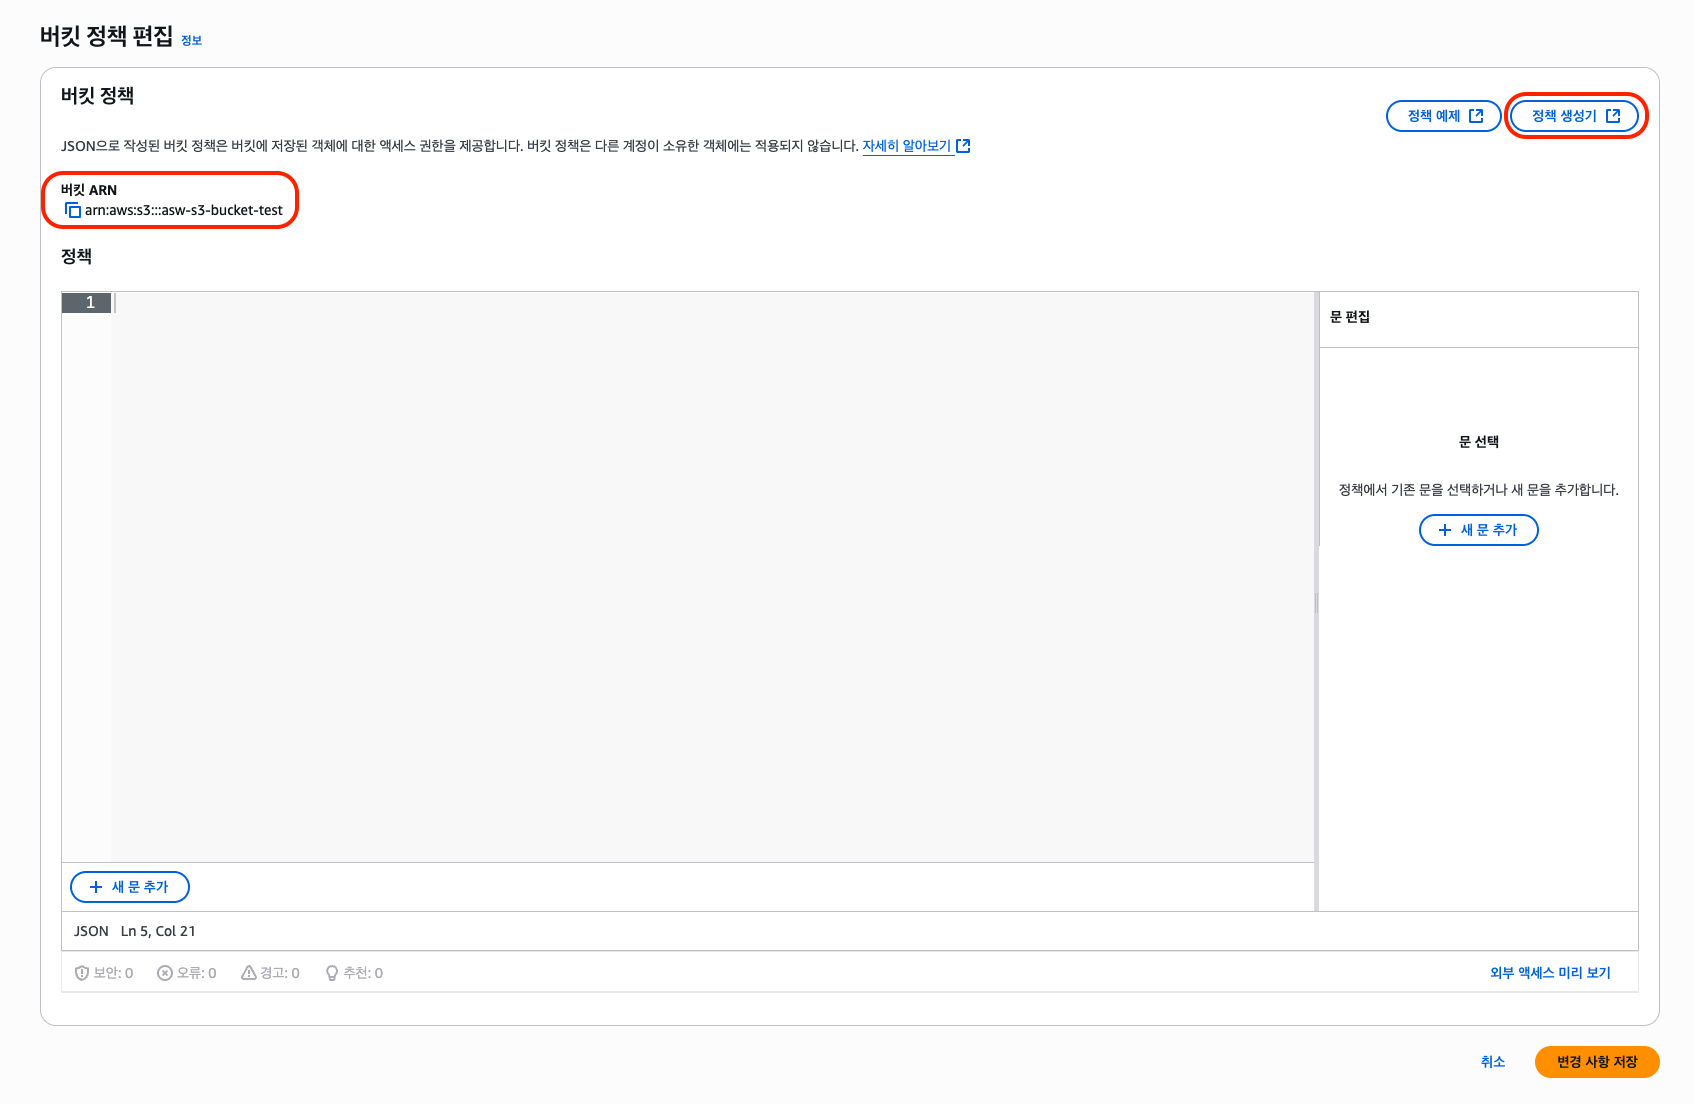 버킷 정책 편집 정보
버킷 정책
정책 예제 정책 생성기
JSON으로 작성된 버킷 정책은 버킷에 저장된 객체에 대한 액세스 권한을 제공합니다. 버킷 정책은 다른 계정이 소유한 객체에는 적용되지 않습니다. 자세히 알아보기
버킷 ARN
arn:aws:s3:::asw-s3-bucket-test
정책
1
문 편집
문 선택
정책에서 기존 문을 선택하거나 새 문을 추가합니다.
새 문 추가
새 문 추가
JSON Ln 5, Col 21
보안: 0 오류: 0 경고: 0 추천: 0 외부 액세스 미리 보기
취소 변경 사항 저장